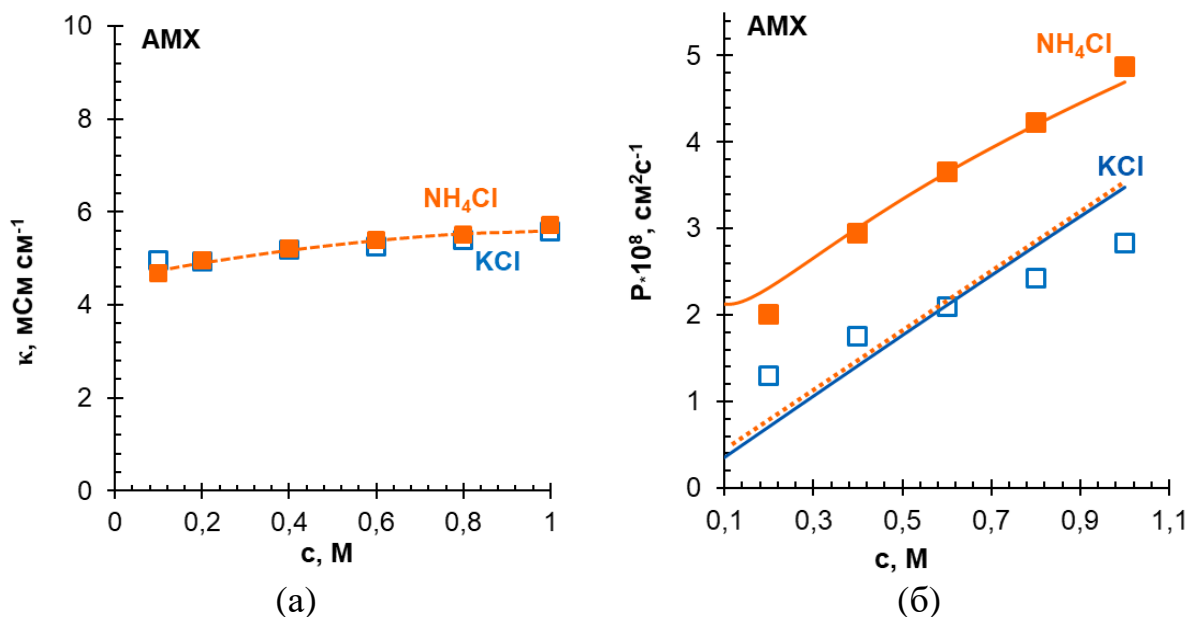 AMX
NH₄Cl
KCl
10
8
6
4
2
0
0
0,2
0,4
0,6
0,8
1
κ, мСм см⁻¹
c, M
(а)
AMX
NH₄Cl
KCl
5
4
3
2
1
0
0,1
0,3
0,5
0,7
0,9
1,1
P*10⁸, см²с⁻¹
c, M
(б)